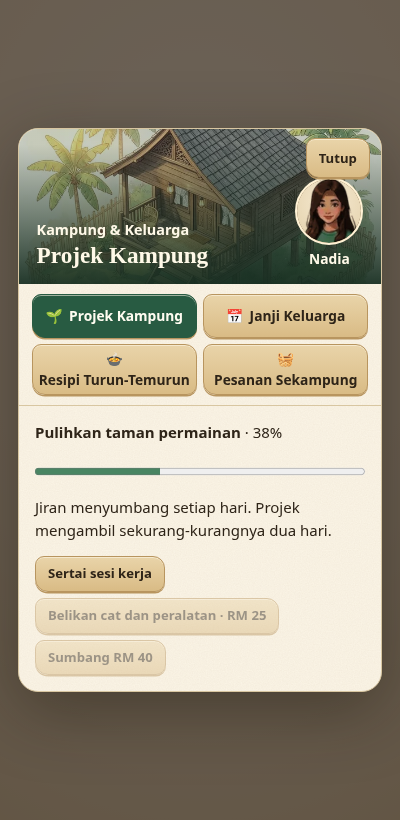 Tutup
Kampung & Keluarga
Projek Kampung
Nadia
🌱 Projek Kampung
📅 Janji Keluarga
🍲
Resipi Turun-Temurun
🧺
Pesanan Sekampung
Pulihkan taman permainan · 38%
Jiran menyumbang setiap hari. Projek
mengambil sekurang-kurangnya dua hari.
Sertai sesi kerja
Belikan cat dan peralatan · RM 25
Sumbang RM 40